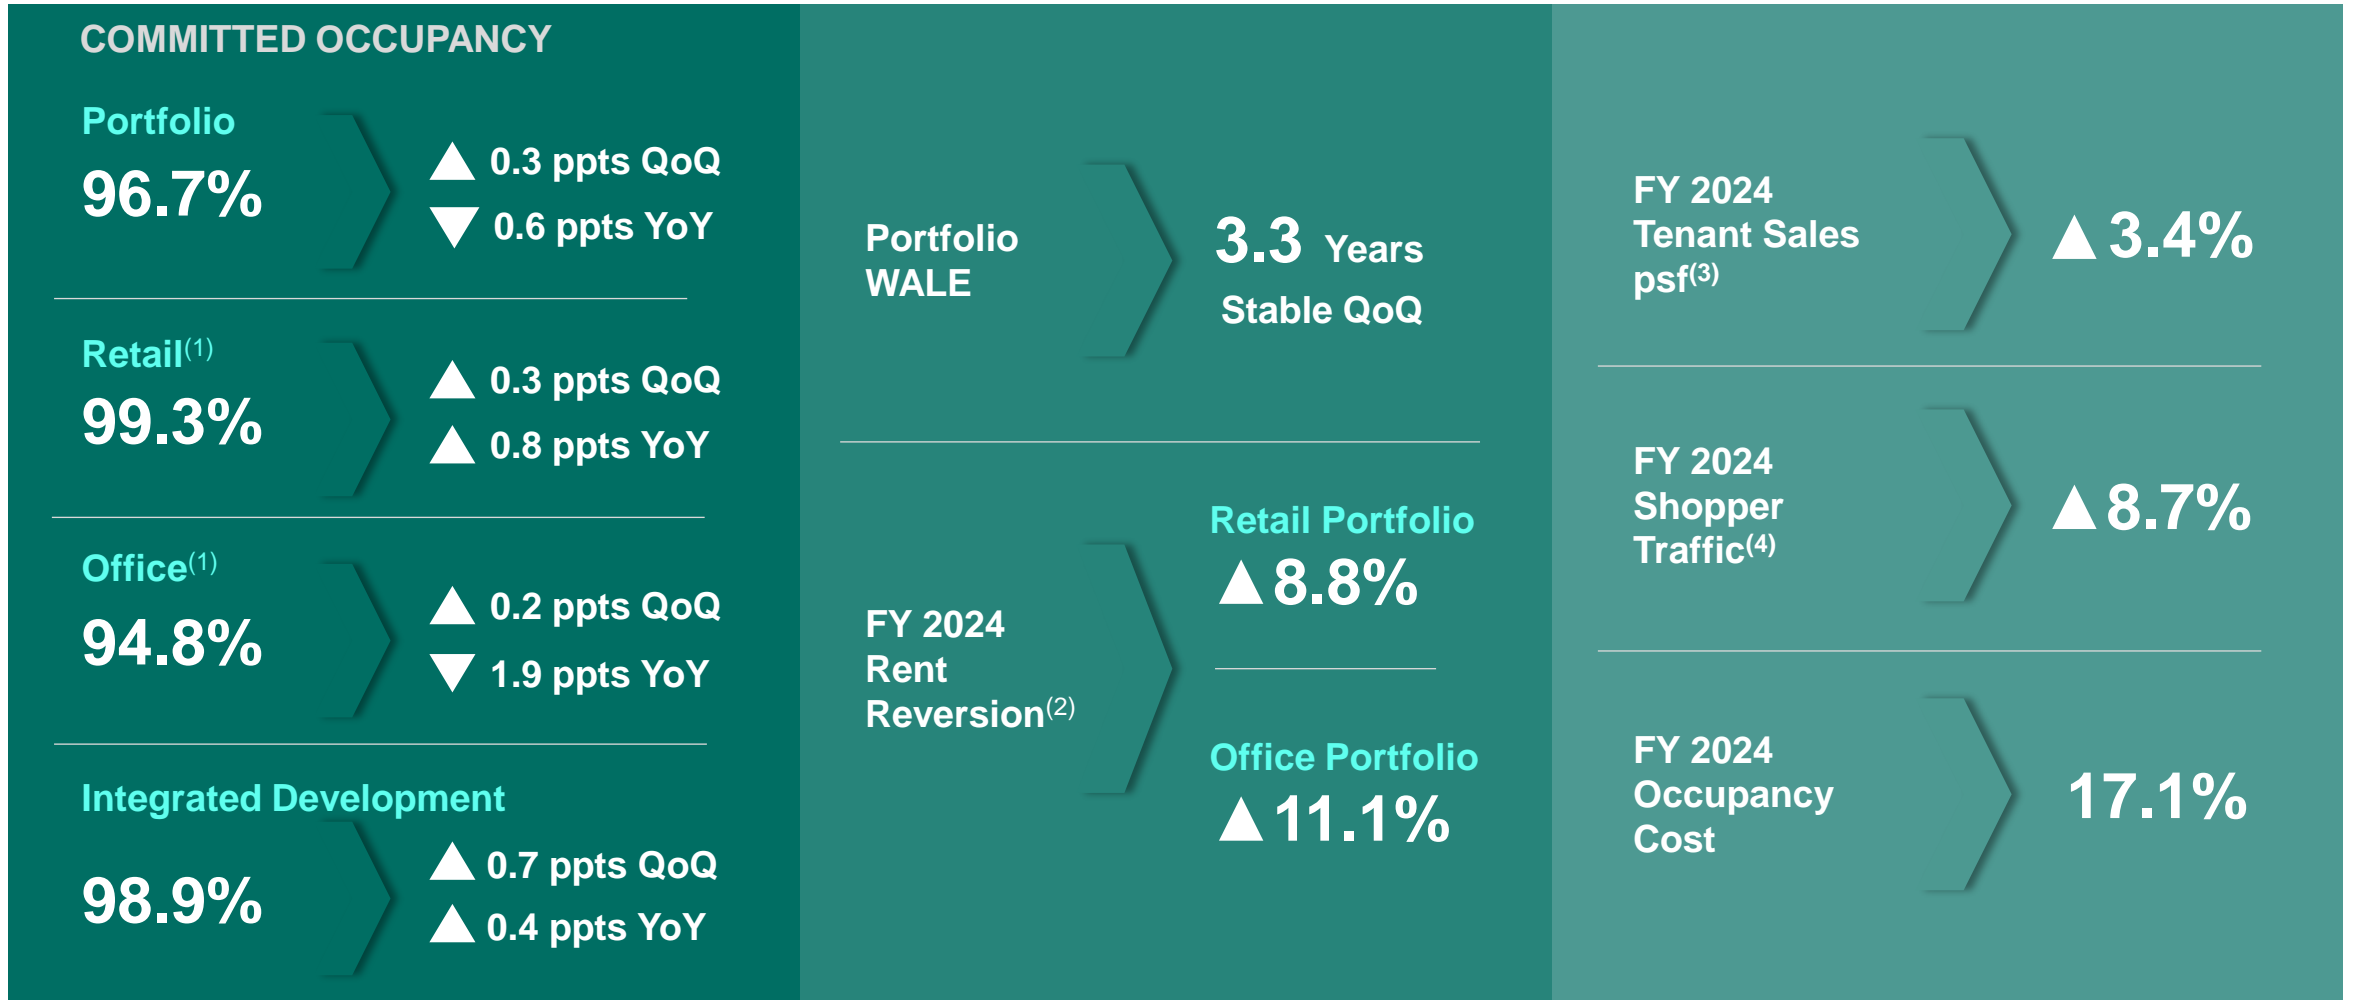 COMMITTED OCCUPANCY
Portfolio
96.7%
▲ 0.3 ppts QoQ
▼ 0.6 ppts YoY
Retail(1)
99.3%
▲ 0.3 ppts QoQ
▲ 0.8 ppts YoY
Office(1)
94.8%
▲ 0.2 ppts QoQ
▼ 1.9 ppts YoY
Integrated Development
98.9%
▲ 0.7 ppts QoQ
▲ 0.4 ppts YoY
Portfolio
WALE
3.3 Years
Stable QoQ
FY 2024
Rent
Reversion(2)
Retail Portfolio
▲8.8%
Office Portfolio
▲11.1%
FY 2024
Tenant Sales
psf(3)
▲3.4%
FY 2024
Shopper
Traffic(4)
▲8.7%
FY 2024
Occupancy
Cost
17.1%